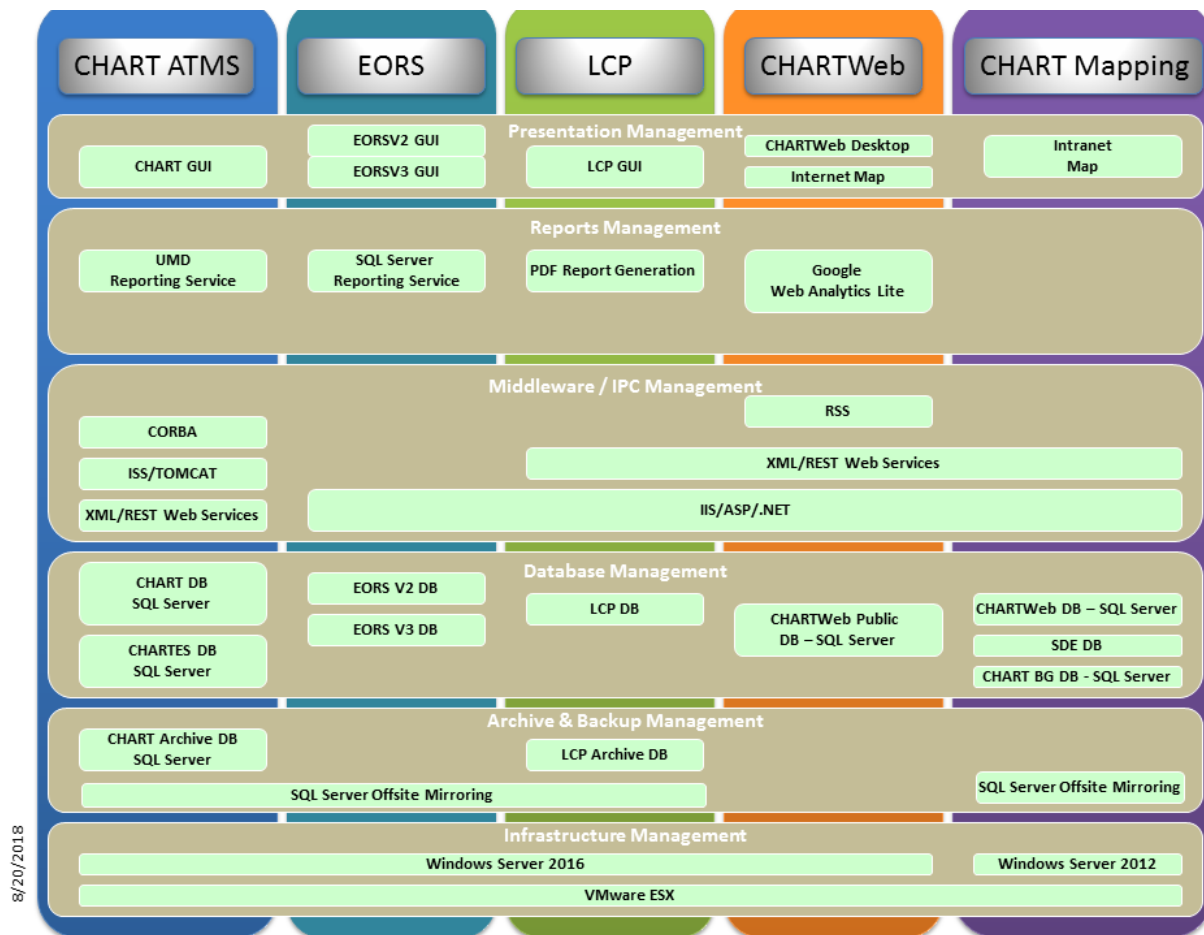 CHART ATMS
EORS
LCP
CHARTWeb
CHART Mapping
Presentation Management
CHART GUI
EORSV2 GUI
EORSV3 GUI
LCP GUI
CHARTWeb Desktop
Internet Map
Intranet
Map
Reports Management
UMD
Reporting Service
SQL Server
Reporting Service
PDF Report Generation
Google
Web Analytics Lite
Middleware / IPC Management
CORBA
ISS/TOMCAT
XML/REST Web Services
RSS
XML/REST Web Services
IIS/ASP/.NET
Database Management
CHART DB
SQL Server
CHARTES DB
SQL Server
EORS V2 DB
EORS V3 DB
LCP DB
CHARTWeb Public
DB – SQL Server
CHARTWeb DB – SQL Server
SDE DB
CHART BG DB - SQL Server
Archive & Backup Management
CHART Archive DB
SQL Server
LCP Archive DB
SQL Server Offsite Mirroring
SQL Server Offsite Mirroring
Infrastructure Management
Windows Server 2016
Windows Server 2012
VMware ESX
8/20/2018